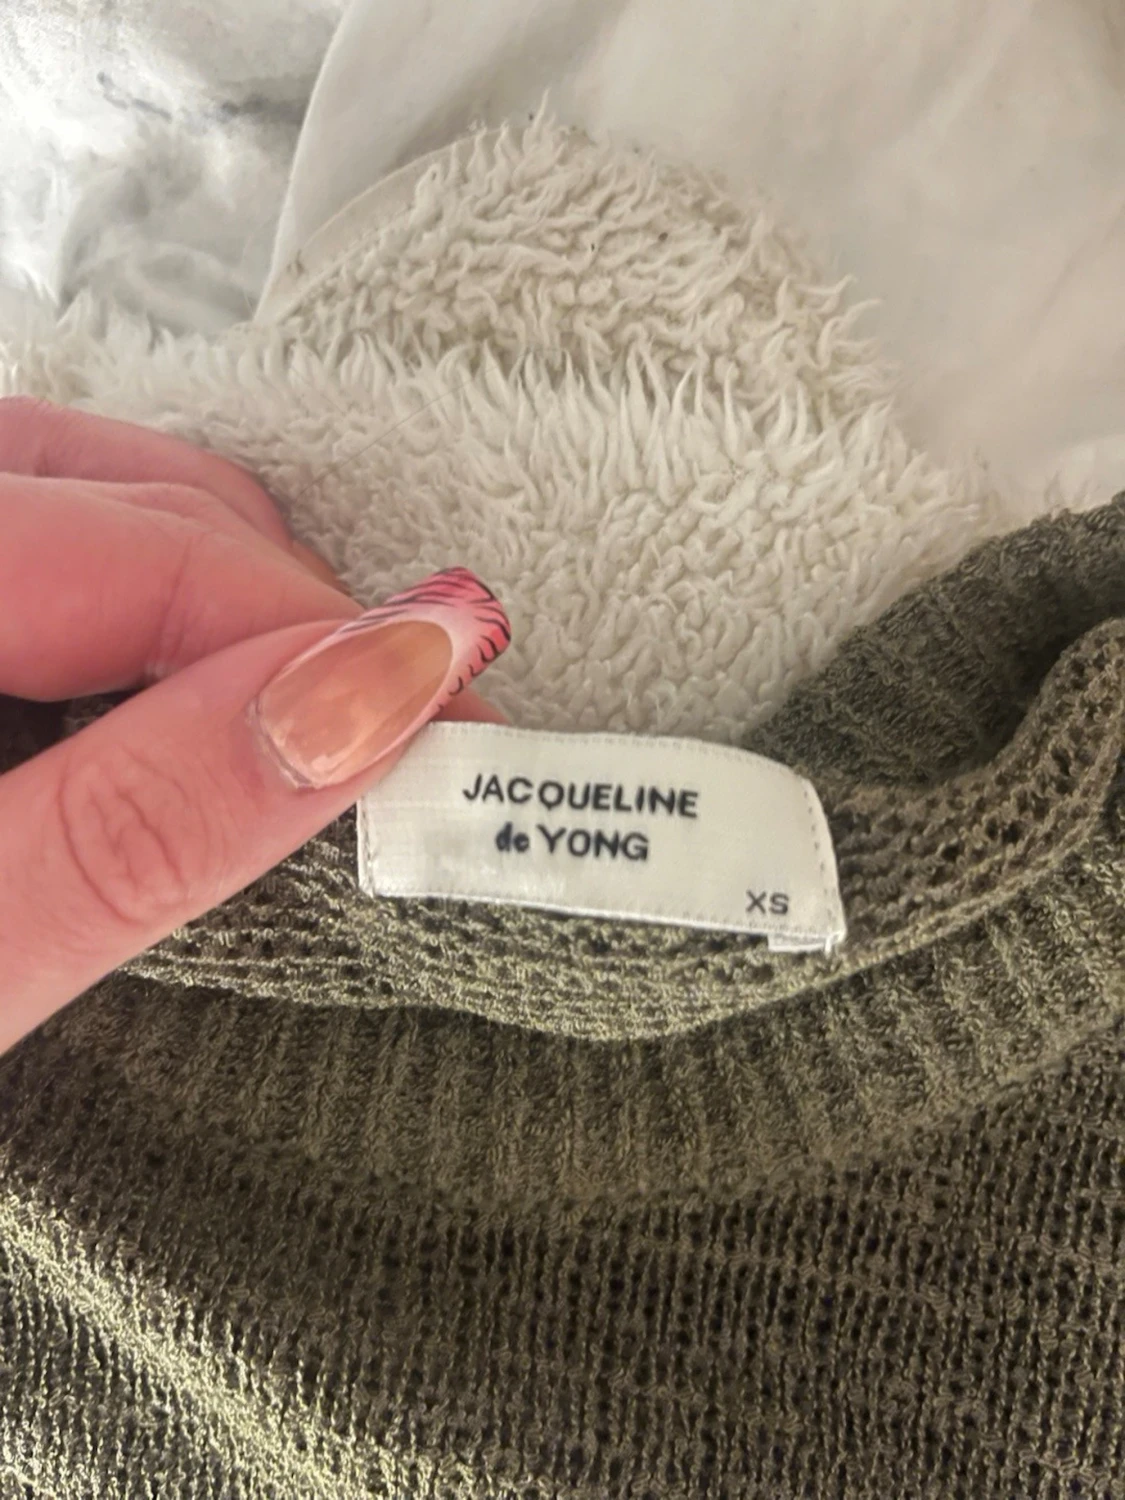 JACQUELINE
de YONG
XS